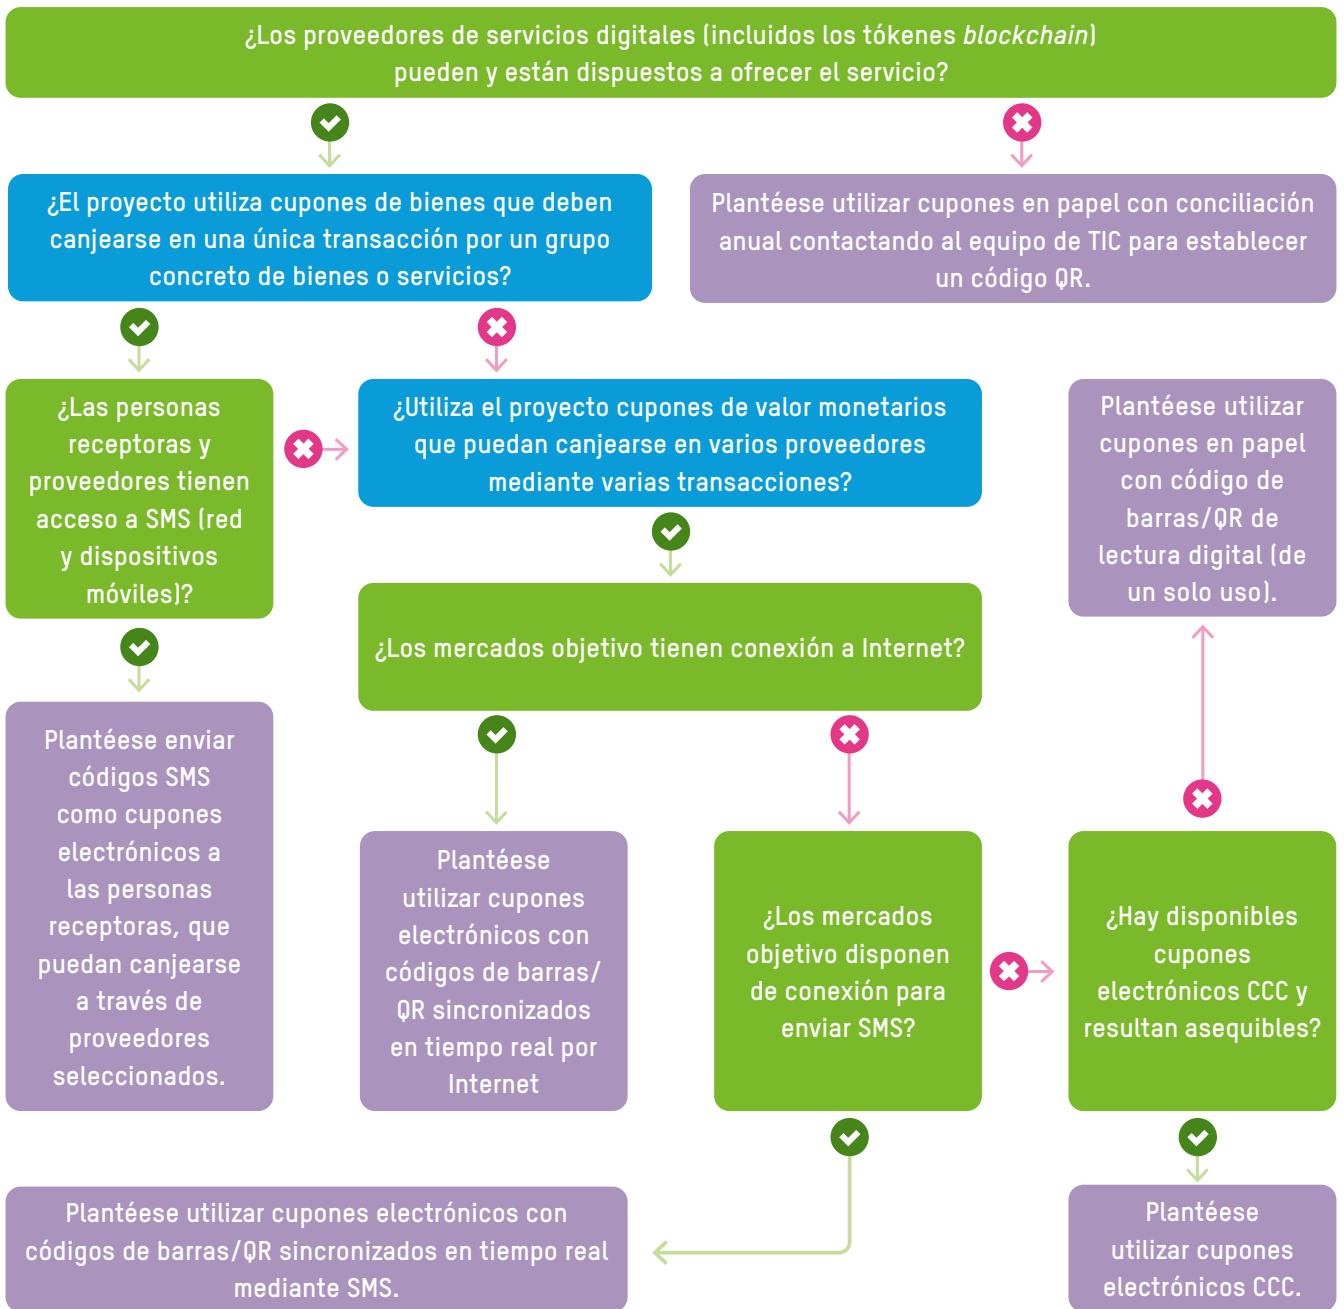 ¿Los proveedores de servicios digitales (incluidos los tókenes blockchain)
pueden y están dispuestos a ofrecer el servicio?
¿El proyecto utiliza cupones de bienes que deben
canjearse en una única transacción por un grupo
concreto de bienes o servicios?
Plantéese utilizar cupones en papel con conciliación
anual contactando al equipo de TIC para establecer
un código QR.
¿Las personas
receptoras y
proveedores tienen
acceso a SMS (red
y dispositivos
móviles)?
¿Utiliza el proyecto cupones de valor monetarios
que puedan canjearse en varios proveedores
mediante varias transacciones?
Plantéese utilizar
cupones en papel
con código de
barras/QR de
lectura digital (de
un solo uso).
¿Los mercados objetivo tienen conexión a Internet?
Plantéese enviar
códigos SMS
como cupones
electrónicos a
las personas
receptoras, que
puedan canjearse
a través de
proveedores
seleccionados.
Plantéese
utilizar cupones
electrónicos con
códigos de barras/
QR sincronizados
en tiempo real por
Internet
¿Los mercados
objetivo disponen
de conexión para
enviar SMS?
¿Hay disponibles
cupones
electrónicos CCC y
resultan asequibles?
Plantéese utilizar cupones electrónicos con
códigos de barras/QR sincronizados en tiempo real
mediante SMS.
Plantéese
utilizar cupones
electrónicos CCC.